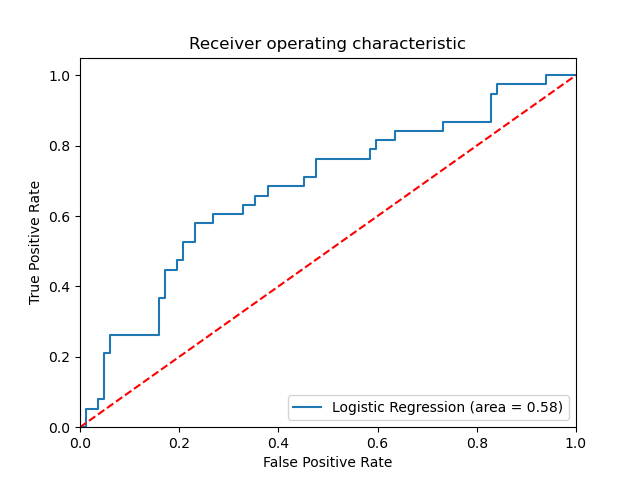 Receiver operating characteristic
1.0
0.8
0.6
0.4
0.2
0.0
True Positive Rate
Logistic Regression (area = 0.58)
0.0 0.2 0.4 0.6 0.8 1.0
False Positive Rate